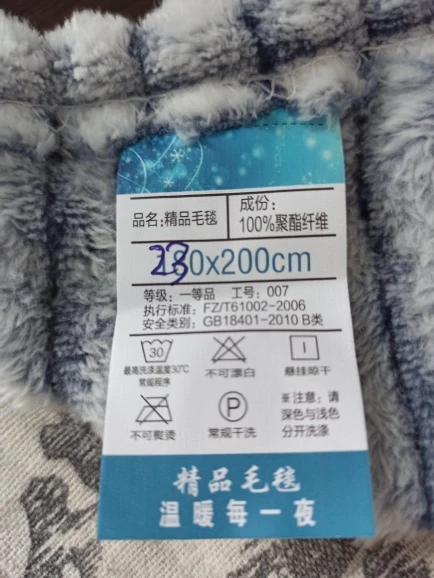 品名:精品毛毯
成份:
100%聚酯纤维
230x200cm
等级: 一等品 工号: 007
执行标准: FZ/T61002-2006
安全类别: GB18401-2010 B类
30
最高洗涤温度30℃
常规程序
不可漂白
悬挂晾干
不可熨烫
P
常规干洗
※注意: 请
深色与浅色
分开洗涤
精品毛毯
温暖每一夜